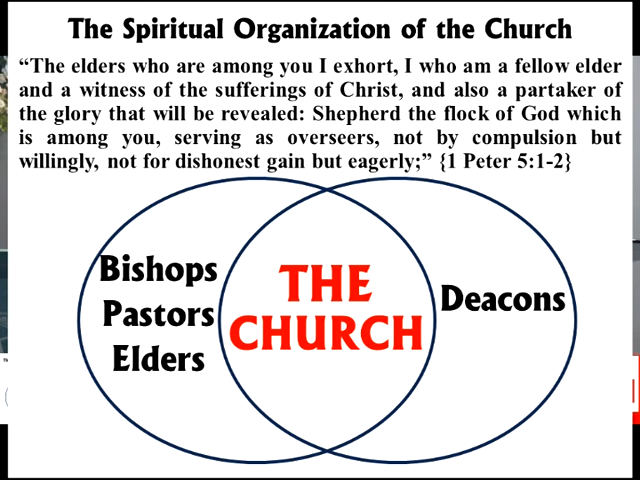 The Spiritual Organization of the Church
“The elders who are among you I exhort, I who am a fellow elder
and a witness of the sufferings of Christ, and also a partaker of
the glory that will be revealed: Shepherd the flock of God which
is among you, serving as overseers, not by compulsion but
willingly, not for dishonest gain but eagerly;” {1 Peter 5:1-2}
Bishops
Pastors
Elders
THE
CHURCH
Deacons